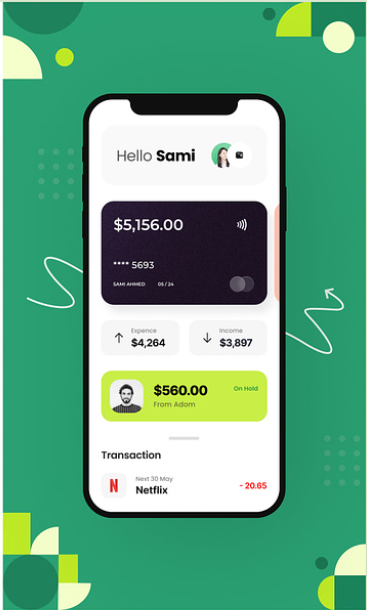 Hello Sami
$5,156.00
**** 5693
SAMI AHMED 05 / 24
Expence
$4,264
Income
$3,897
$560.00
On Hold
From Adom
Transaction
N
Next 30 May
Netflix
- 20.65